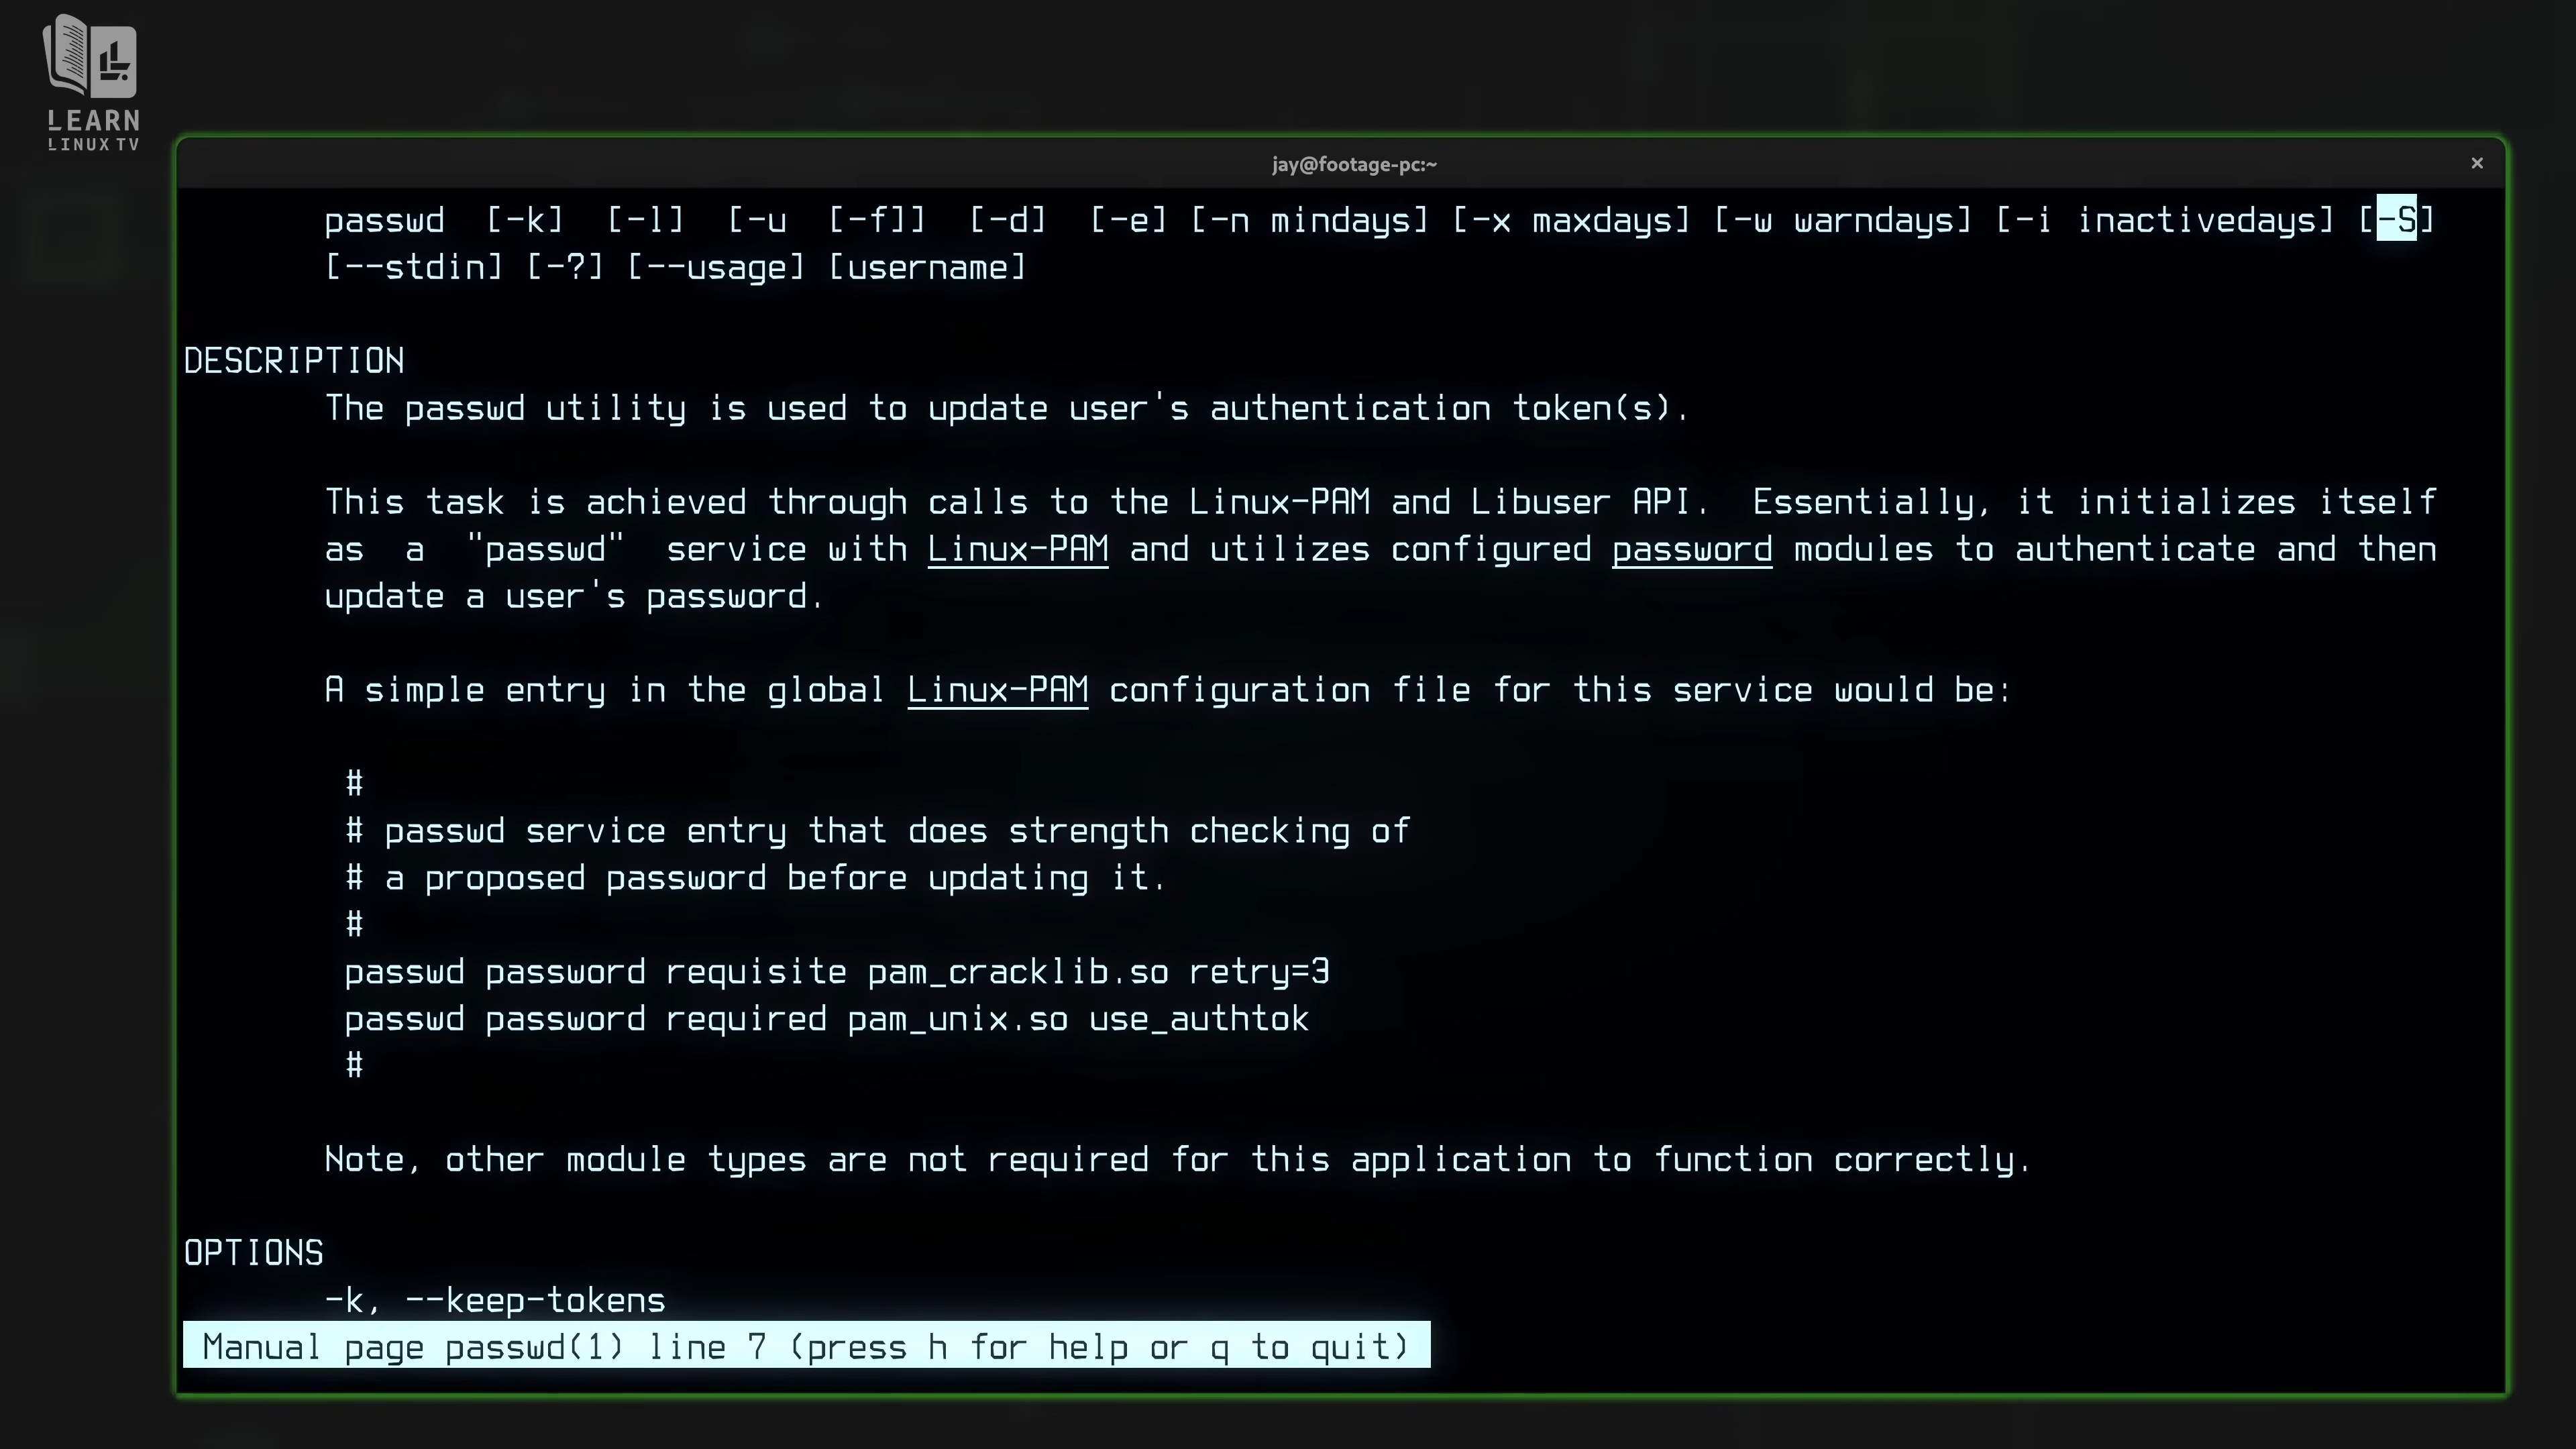 LEARN
LINUX TV
jay@footage-pc:~
passwd [-k] [-l] [-u [-f]] [-d] [-e] [-n mindays] [-x maxdays] [-w warndays] [-i inactivedays] [-S]
[--stdin] [-?] [--usage] [username]
DESCRIPTION
The passwd utility is used to update user's authentication token(s).
This task is achieved through calls to the Linux-PAM and Libuser API. Essentially, it initializes itself
as a "passwd" service with Linux-PAM and utilizes configured password modules to authenticate and then
update a user's password.
A simple entry in the global Linux-PAM configuration file for this service would be:
#
# passwd service entry that does strength checking of
# a proposed password before updating it.
#
passwd password requisite pam_cracklib.so retry=3
passwd password required pam_unix.so use_authtok
#
Note, other module types are not required for this application to function correctly.
OPTIONS
-k, --keep-tokens
Manual page passwd(1) line 7 (press h for help or q to quit)